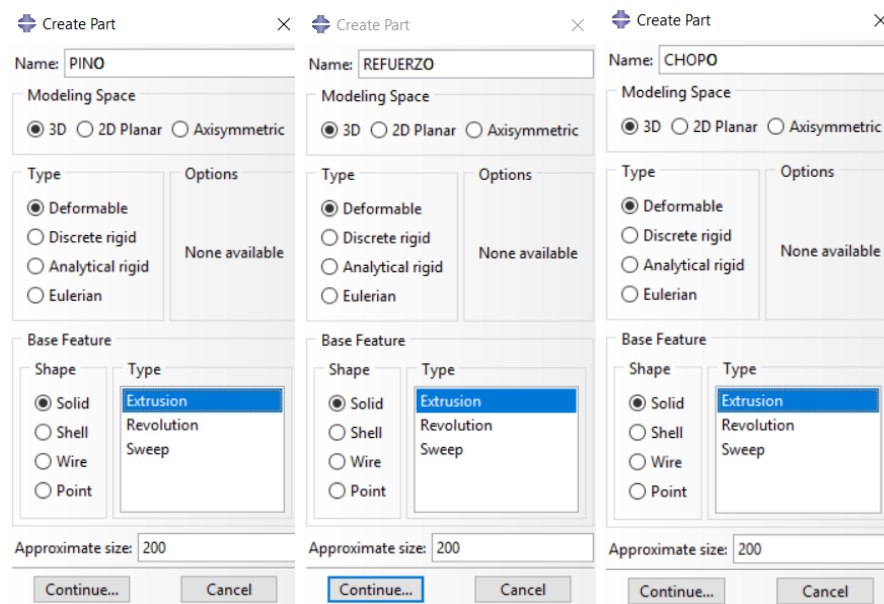 Create Part
Name: PINO
Modeling Space
3D 2D Planar Axisymmetric
Type
Options
Deformable
Discrete rigid
Analytical rigid
Eulerian
None available
Base Feature
Shape
Type
Solid
Shell
Wire
Point
Extrusion
Revolution
Sweep
Approximate size: 200
Continue... Cancel
Create Part
Name: REFUERZO
Modeling Space
3D 2D Planar Axisymmetric
Type
Options
Deformable
Discrete rigid
Analytical rigid
Eulerian
None available
Base Feature
Shape
Type
Solid
Shell
Wire
Point
Extrusion
Revolution
Sweep
Approximate size: 200
Continue... Cancel
Create Part
Name: CHOPO
Modeling Space
3D 2D Planar Axisymmetric
Type
Options
Deformable
Discrete rigid
Analytical rigid
Eulerian
None available
Base Feature
Shape
Type
Solid
Shell
Wire
Point
Extrusion
Revolution
Sweep
Approximate size: 200
Continue... Cancel